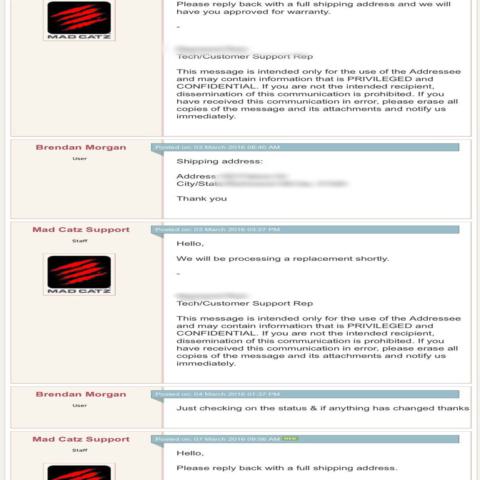 Please reply back with a full shipping address and we will
have you approved for warranty.
MAD CATZ
-
Tech/Customer Support Rep
This message is intended only for the use of the Addressee
and may contain information that is PRIVILEGED and
CONFIDENTIAL. If you are not the intended recipient,
dissemination of this communication is prohibited. If you
have received this communication in error, please erase all
copies of the message and its attachments and notify us
immediately.
Brendan Morgan
User
Posted on: 03 March 2016 08:40 AM
Shipping address:
Address:
City/State
Thank you
Mad Catz Support
Staff
MAD CATZ
Posted on: 03 March 2016 03:27 PM
Hello,
We will be processing a replacement shortly.
-
Tech/Customer Support Rep
This message is intended only for the use of the Addressee
and may contain information that is PRIVILEGED and
CONFIDENTIAL. If you are not the intended recipient,
dissemination of this communication is prohibited. If you
have received this communication in error, please erase all
copies of the message and its attachments and notify us
immediately.
Brendan Morgan
User
Posted on: 04 March 2016 01:37 PM
Just checking on the status & if anything has changed thanks
Mad Catz Support
Staff
Posted on: 07 March 2016 09:56 AM NEW
Hello,
Please reply back with a full shipping address.